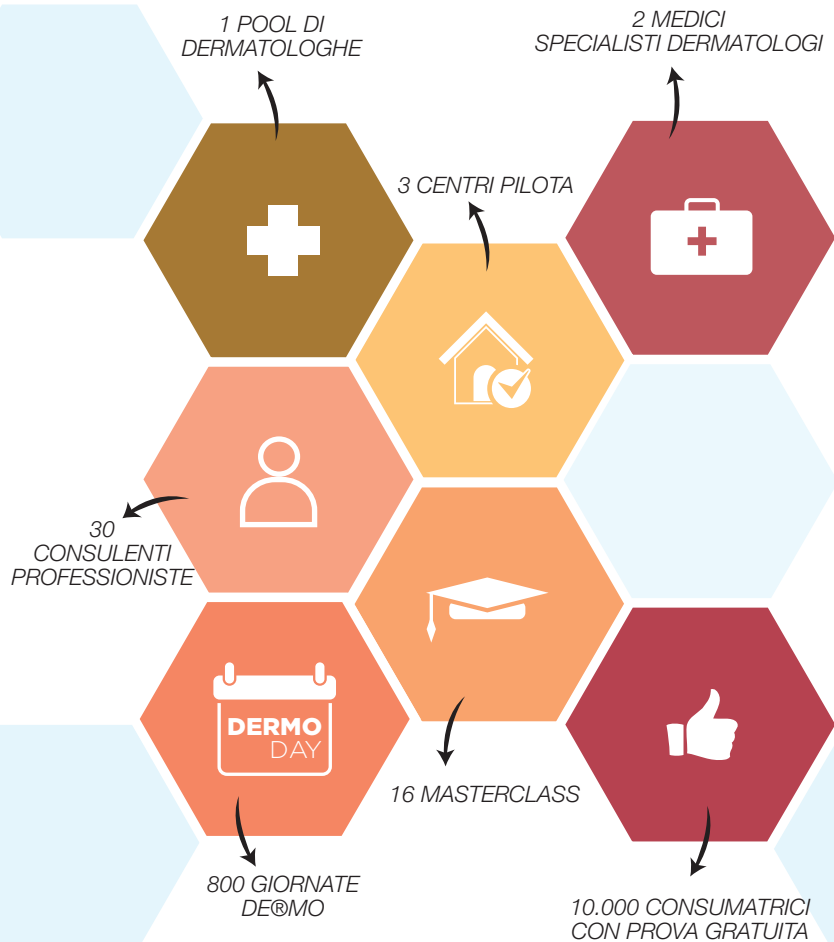 1 POOL DI
DERMATOLOGHE
2 MEDICI
SPECIALISTI DERMATOLOGI
3 CENTRI PILOTA
30
CONSULENTI
PROFESSIONISTE
DERMO
DAY
16 MASTERCLASS
800 GIORNATE
DE®MO
10.000 CONSUMATRICI
CON PROVA GRATUITA